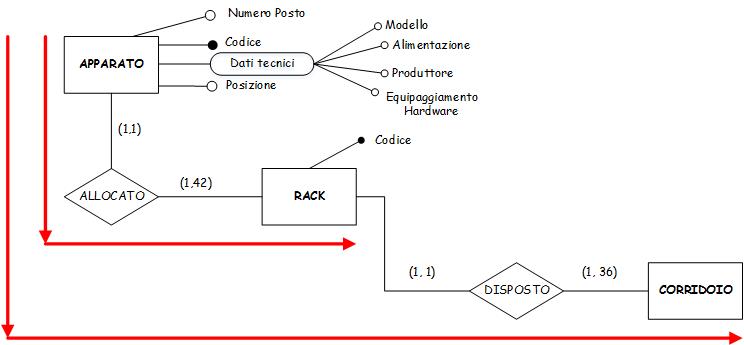 Numero Posto
Modello
Codice
Alimentazione
APPARATO
Dati tecnici
Produttore
Posizione
Equipaggiamento
Hardware
(1,1)
Codice
(1,42)
ALLOCATO
RACK
(1, 1)
(1, 36)
DISPOSTO
CORRIDOIO